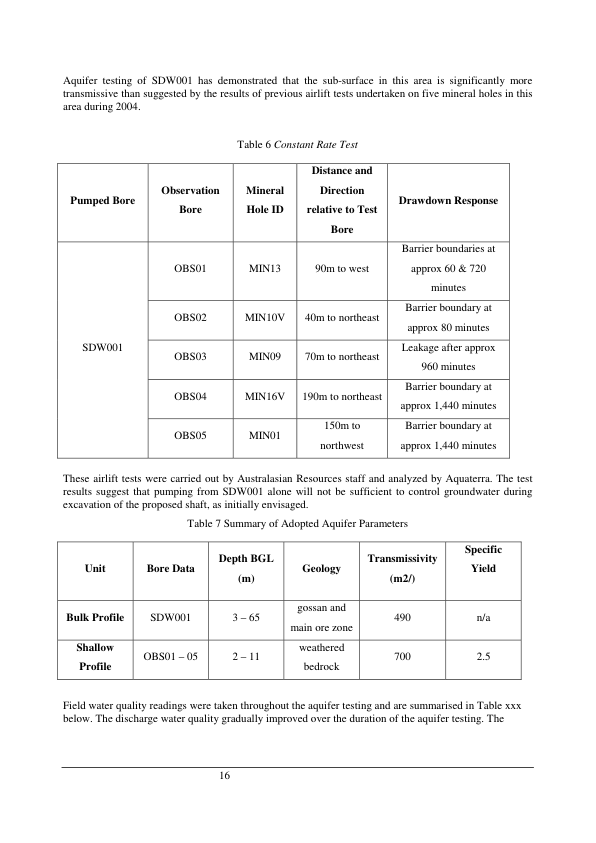 Aquifer testing of SDW001 has demonstrated that the sub-surface in this area is significantly more
transmissive than suggested by the results of previous airlift tests undertaken on five mineral holes in this
area during 2004.
Table 6 Constant Rate Test
Pumped Bore
Observation
Bore
Mineral
Hole ID
Distance and
Direction
relative to Test
Bore
Drawdown Response
SDW001
OBS01
MIN13
90m to west
Barrier boundaries at
approx 60 & 720
minutes
OBS02
MIN10V
40m to northeast
Barrier boundary at
approx 80 minutes
OBS03
MIN09
70m to northeast
Leakage after approx
960 minutes
OBS04
MIN16V
190m to northeast
Barrier boundary at
approx 1,440 minutes
OBS05
MIN01
150m to
northwest
Barrier boundary at
approx 1,440 minutes
These airlift tests were carried out by Australasian Resources staff and analyzed by Aquaterra. The test
results suggest that pumping from SDW001 alone will not be sufficient to control groundwater during
excavation of the proposed shaft, as initially envisaged.
Table 7 Summary of Adopted Aquifer Parameters
Unit
Bore Data
Depth BGL
(m)
Geology
Transmissivity
(m2/)
Specific
Yield
Bulk Profile
SDW001
3 – 65
gossan and
main ore zone
490
n/a
Shallow
Profile
OBS01 – 05
2 – 11
weathered
bedrock
700
2.5
Field water quality readings were taken throughout the aquifer testing and are summarised in Table xxx
below. The discharge water quality gradually improved over the duration of the aquifer testing. The
16